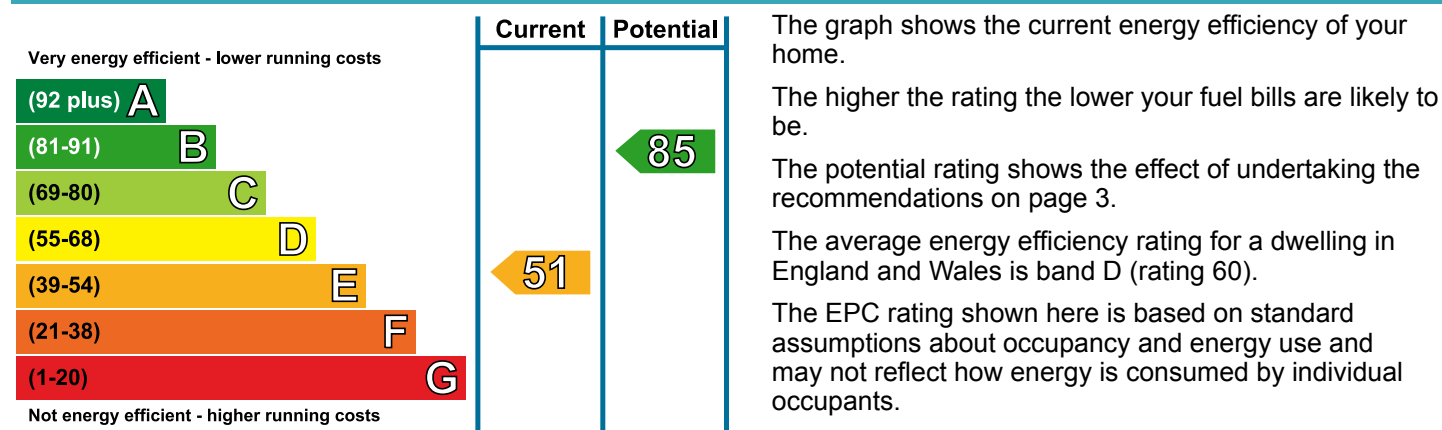 Current Potential
Very energy efficient - lower running costs
(92 plus) A
(81-91) B
85
(69-80) C
(55-68) D
(39-54) E
51
(21-38) F
(1-20) G
Not energy efficient - higher running costs
The graph shows the current energy efficiency of your
home.
The higher the rating the lower your fuel bills are likely to
be.
The potential rating shows the effect of undertaking the
recommendations on page 3.
The average energy efficiency rating for a dwelling in
England and Wales is band D (rating 60).
The EPC rating shown here is based on standard
assumptions about occupancy and energy use and
may not reflect how energy is consumed by individual
occupants.